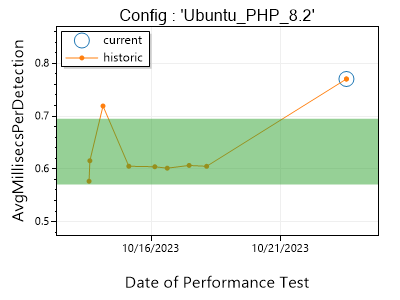 Config : 'Ubuntu_PHP_8.2'
current
historic
AvgMillisecsPerDetection
0.8
0.7
0.6
0.5
10/16/2023
10/21/2023
Date of Performance Test